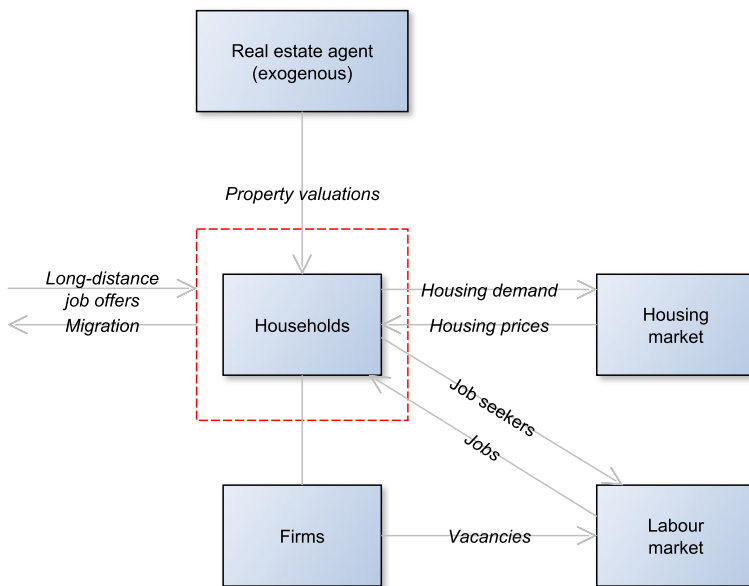 Real estate agent
(exogenous)
Property valuations
Long-distance
job offers
Migration
Households
Housing demand
Housing prices
Housing
market
Job seekers
Jobs
Firms
Vacancies
Labour
market